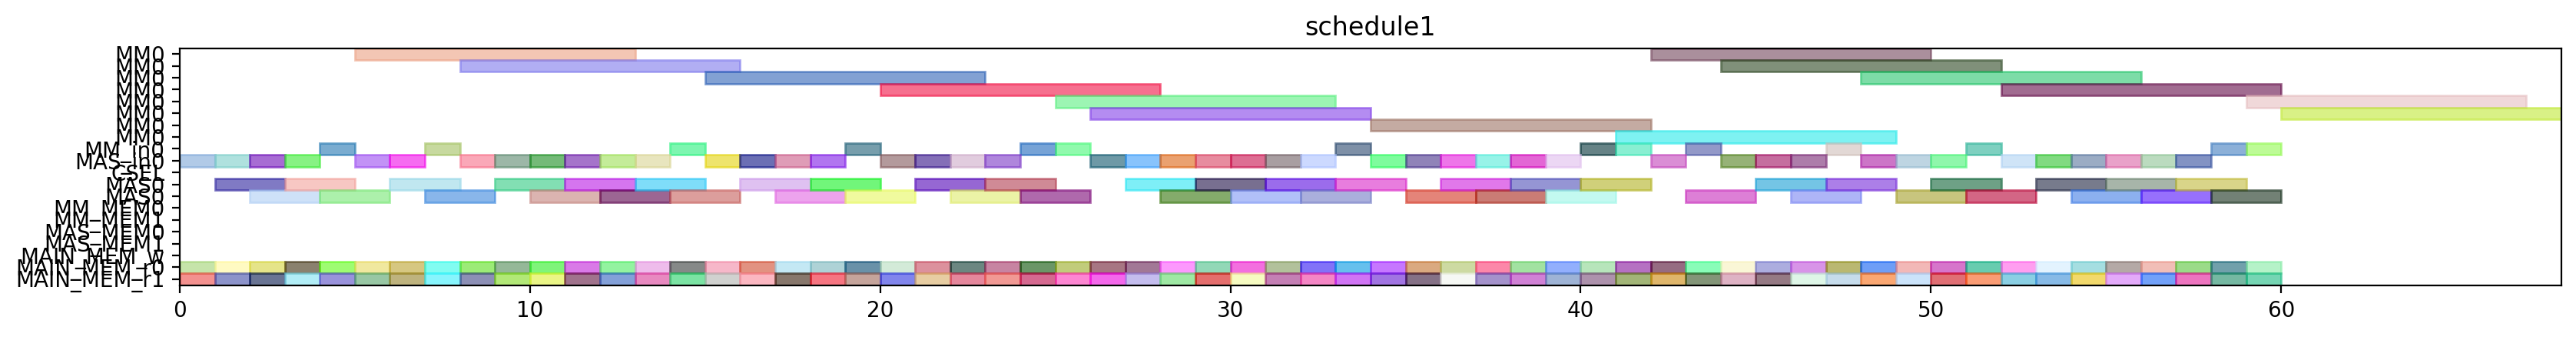 schedule1
MM0
MM0
MM0
MM0
MM0
MM0
MM0
MM0
MM_in0
MAS_in0
CSEL
MAS0
MAS0
MM_MEM0
MM_MEM1
MAS_MEM0
MAS_MEM1
MAIN_MEM_w
MAIN_MEM_r0
MAIN_MEM_r1
0 10 20 30 40 50 60